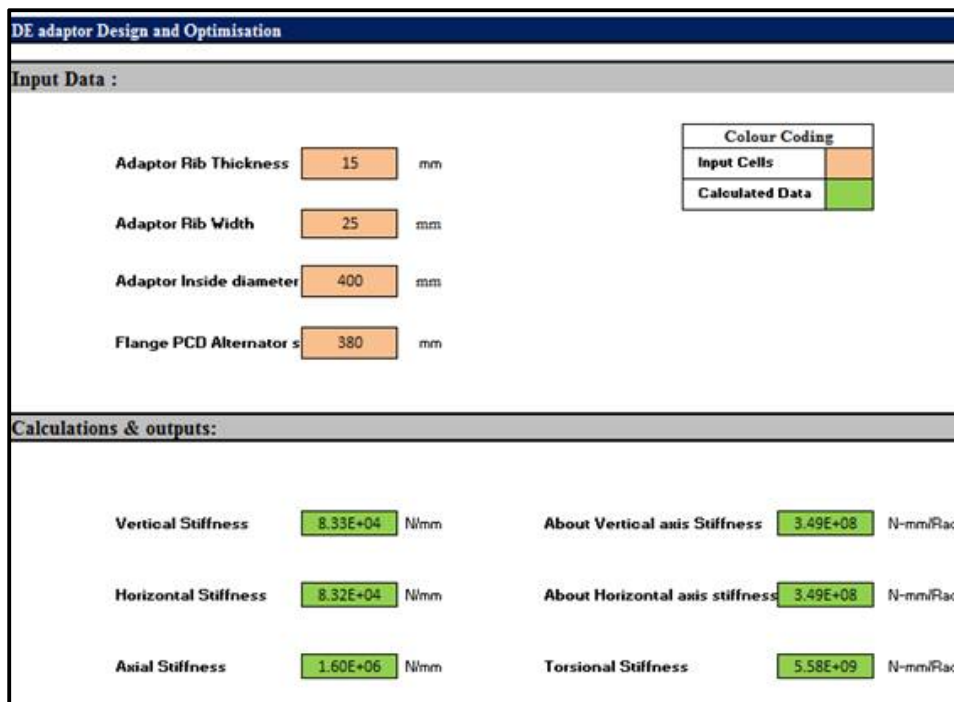 DE adaptor Design and Optimisation
Input Data :
Colour Coding
Adaptor Rib Thickness 15 mm Input Cells
Calculated Data
Adaptor Rib Width 25 mm
Adaptor Inside diameter 400 mm
Flange PCD Alternator s 380 mm
Calculations & outputs:
Vertical Stiffness 8.33E+04 N/mm About Vertical axis Stiffness 3.49E+08 N-mm/Rad
Horizontal Stiffness 8.32E+04 N/mm About Horizontal axis stiffness 3.49E+08 N-mm/Rad
Axial Stiffness 1.60E+06 N/mm Torsional Stiffness 5.58E+09 N-mm/Rad